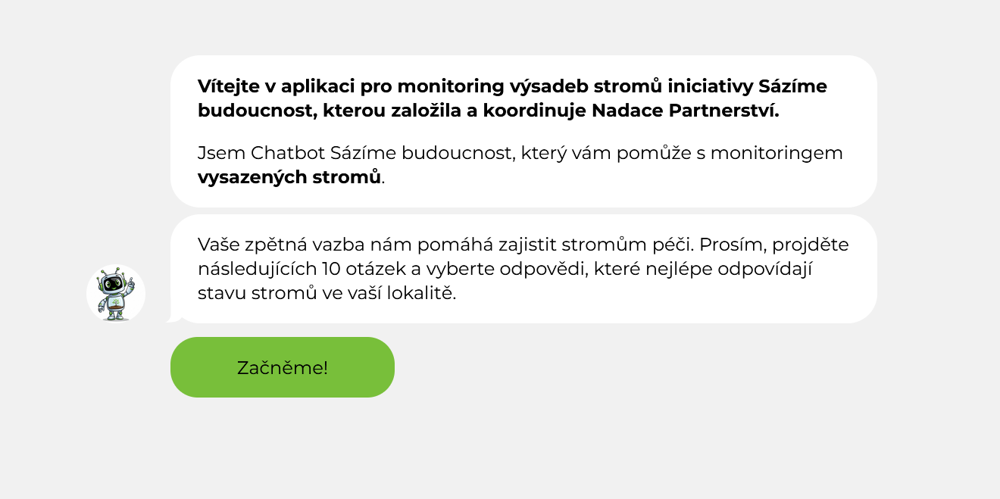 Vítejte v aplikaci pro monitoring výsadeb stromů iniciativy Sázíme
budoucnost, kterou založila a koordinuje Nadace Partnerství.
Jsem Chatbot Sázíme budoucnost, který vám pomůže s monitoringem
vysazených stromů.
Vaše zpětná vazba nám pomáhá zajistit stromům péči. Prosím, projděte
následujících 10 otázek a vyberte odpovědi, které nejlépe odpovídají
stavu stromů ve vaší lokalitě.
Začněme!